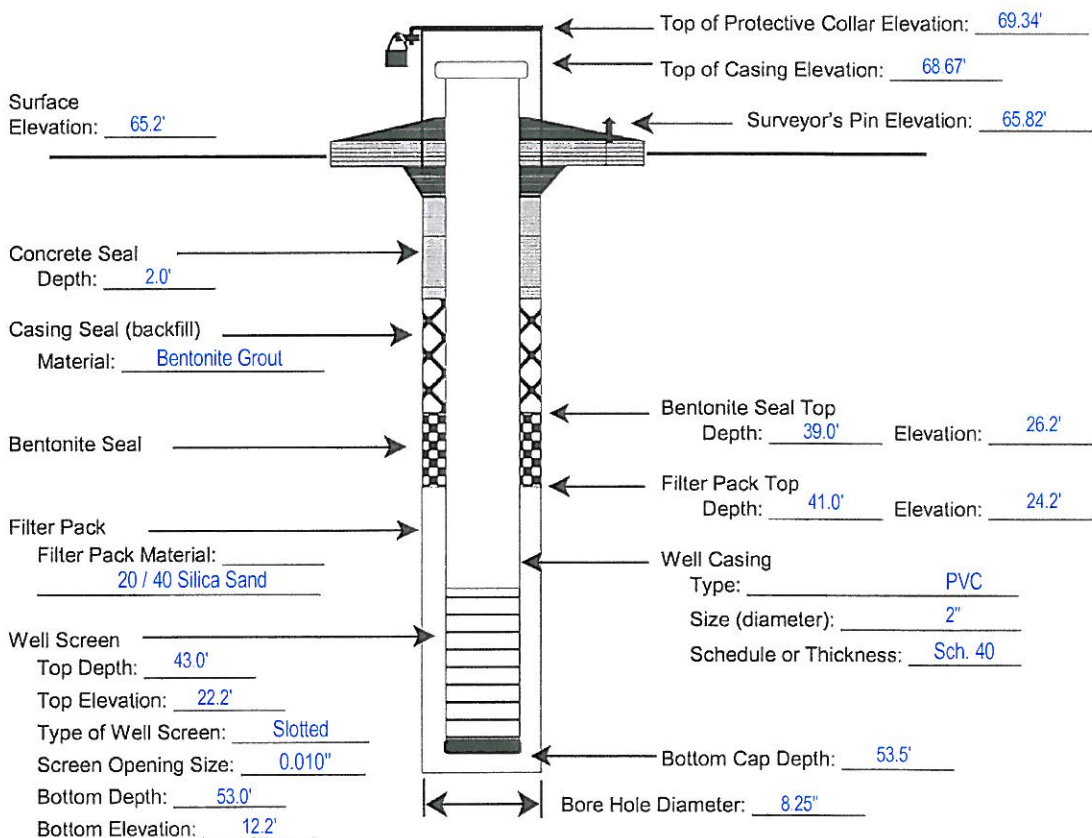 Top of Protective Collar Elevation: 69.34'
Top of Casing Elevation: 68.67'
Surface
Elevation: 65.2'
Surveyor's Pin Elevation: 65.82'
Concrete Seal
Depth: 2.0'
Casing Seal (backfill)
Material: Bentonite Grout
Bentonite Seal Top
Depth: 39.0' Elevation: 26.2'
Bentonite Seal
Filter Pack Top
Depth: 41.0' Elevation: 24.2'
Filter Pack
Filter Pack Material:
20 / 40 Silica Sand
Well Casing
Type: PVC
Size (diameter): 2"
Schedule or Thickness: Sch. 40
Well Screen
Top Depth: 43.0'
Top Elevation: 22.2'
Type of Well Screen: Slotted
Screen Opening Size: 0.010"
Bottom Depth: 53.0'
Bottom Elevation: 12.2'
Bottom Cap Depth: 53.5'
Bore Hole Diameter: 8.25"